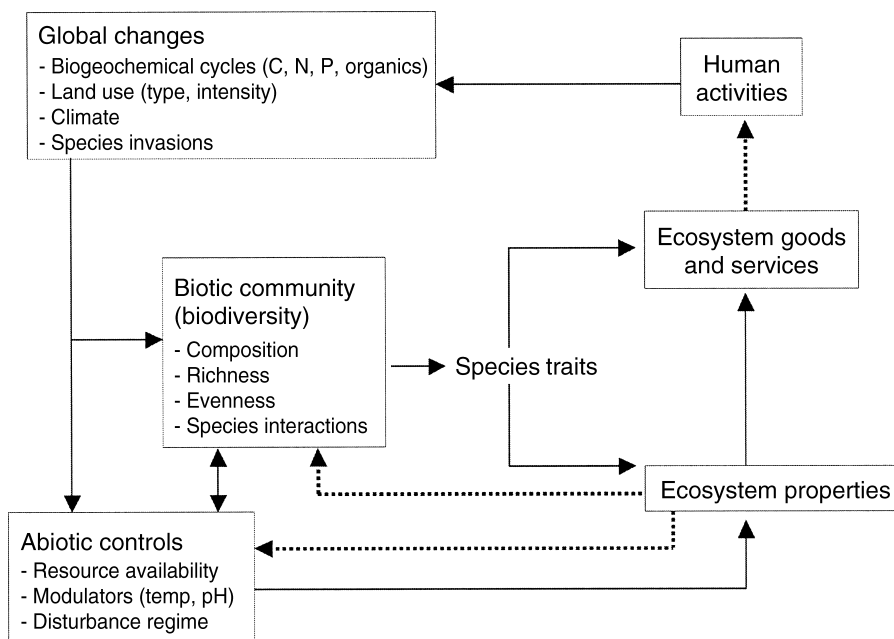 Global changes
- Biogeochemical cycles (C, N, P, organics)
- Land use (type, intensity)
- Climate
- Species invasions
Human
activities
Ecosystem goods
and services
Biotic community
(biodiversity)
- Composition
- Richness
- Evenness
- Species interactions
Species traits
Ecosystem properties
Abiotic controls
- Resource availability
- Modulators (temp, pH)
- Disturbance regime